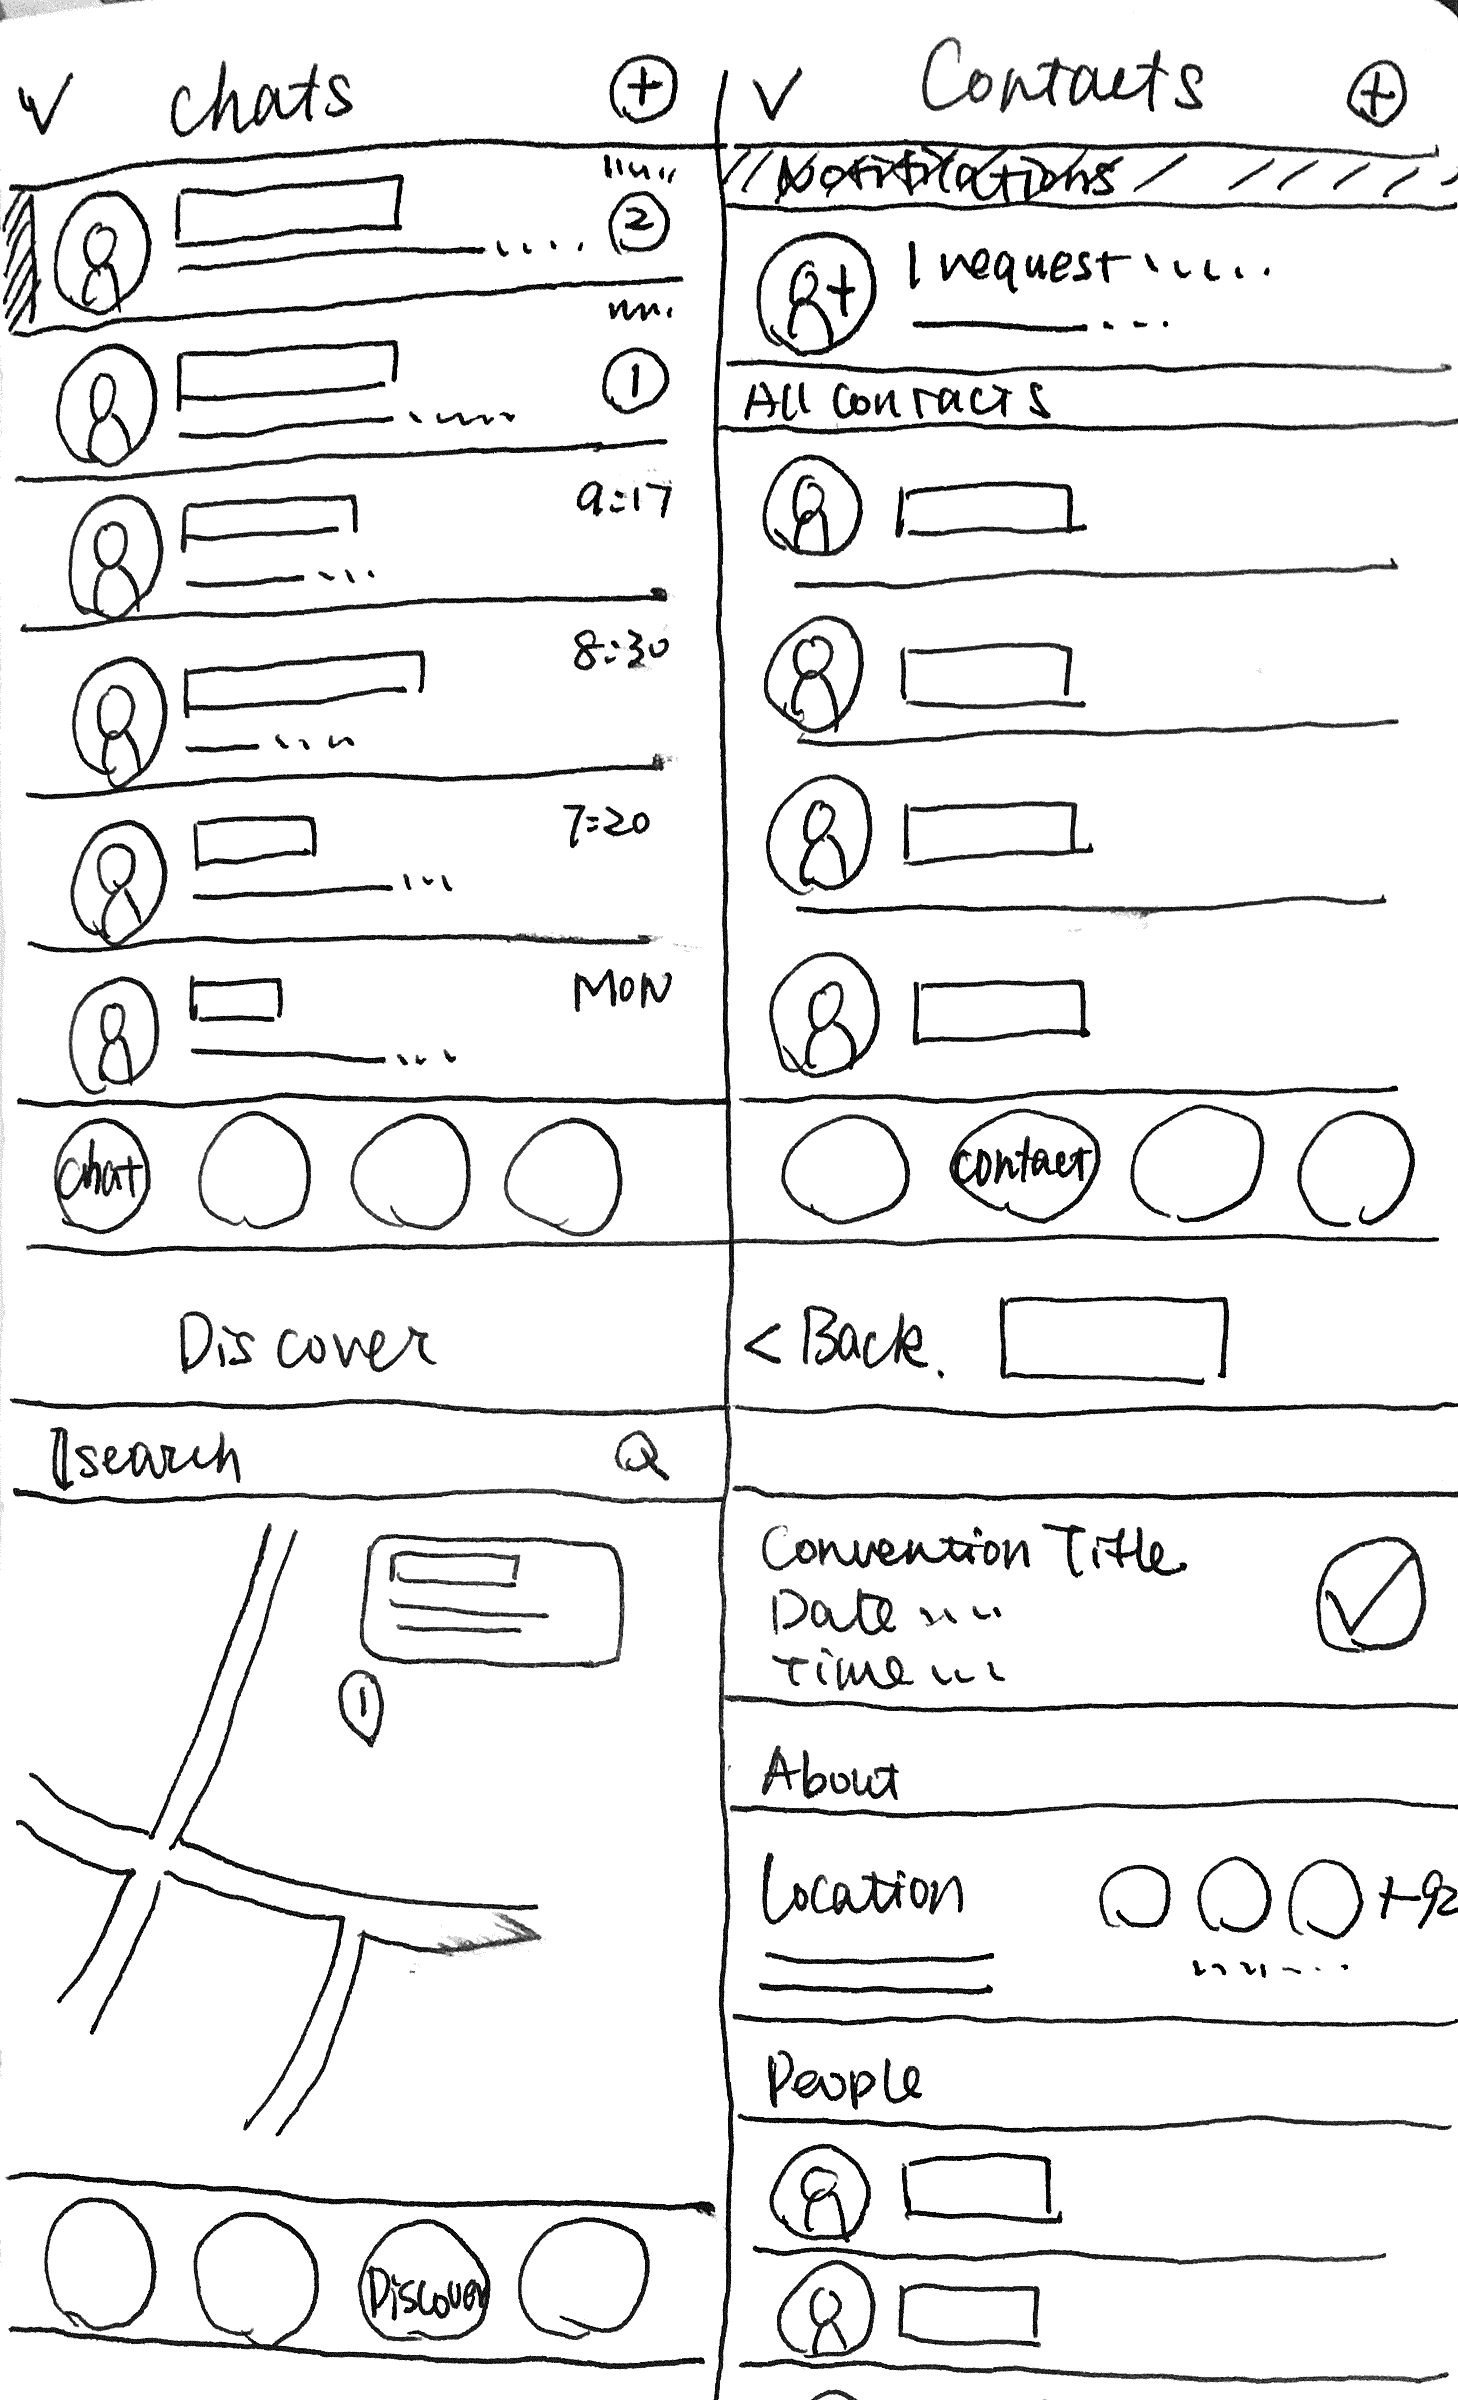 chats +
2
1
9:17
8:30
7:20
MON
chat
Contacts +
Notifications
+ 1 request.....
All contacts
contact
Discover
search
1
Discover
< Back.
Convention Title
Date ....
Time ...
About
Location
+92
People